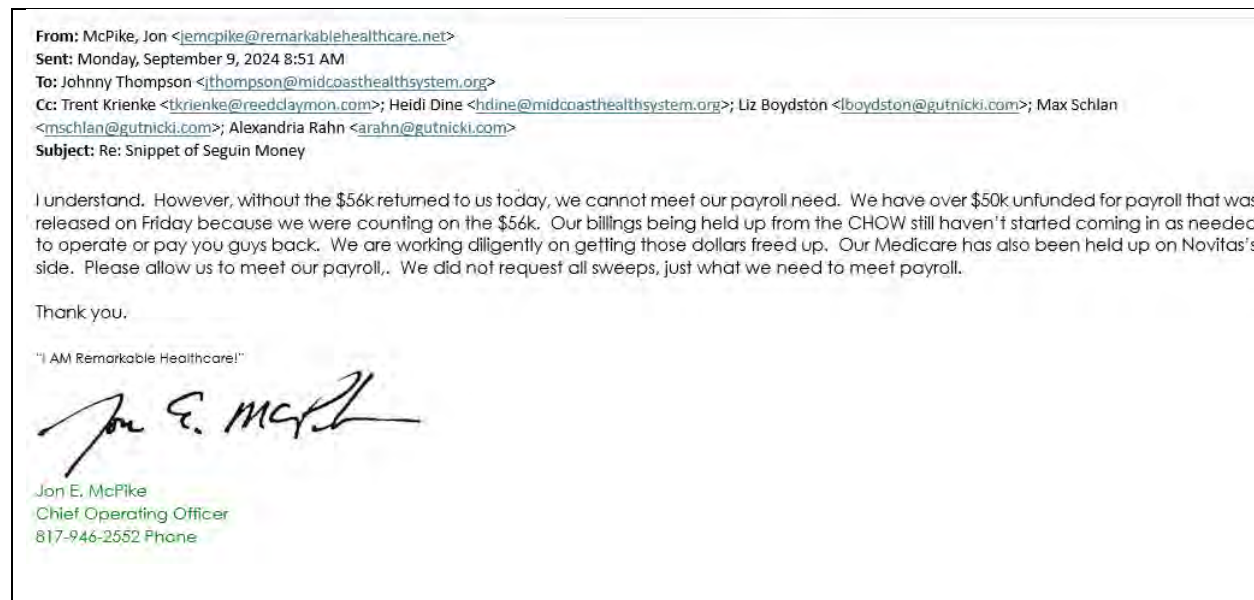 From: McPike, Jon <jemcpike@remarkablehealthcare.net>
Sent: Monday, September 9, 2024 8:51 AM
To: Johnny Thompson <jthompson@midcoasthealthsystem.org>
Cc: Trent Krienke <tkrienke@reedclaymon.com>; Heidi Dine <hdine@midcoasthealthsystem.org>; Liz Boydston <lboydston@gutnicki.com>; Max Schlan
<mschlan@gutnicki.com>; Alexandria Rahn <arahn@gutnicki.com>
Subject: Re: Snippet of Seguin Money
I understand. However, without the $56k returned to us today, we cannot meet our payroll need. We have over $50k unfunded for payroll that was
released on Friday because we were counting on the $56k. Our billings being held up from the CHOW still haven't started coming in as needed
to operate or pay you guys back. We are working diligently on getting those dollars freed up. Our Medicare has also been held up on Novitas's
side. Please allow us to meet our payroll,. We did not request all sweeps, just what we need to meet payroll.
Thank you.
"I AM Remarkable Healthcare!"
Jon E. McPike
Jon E. McPike
Chief Operating Officer
817-946-2552 Phone